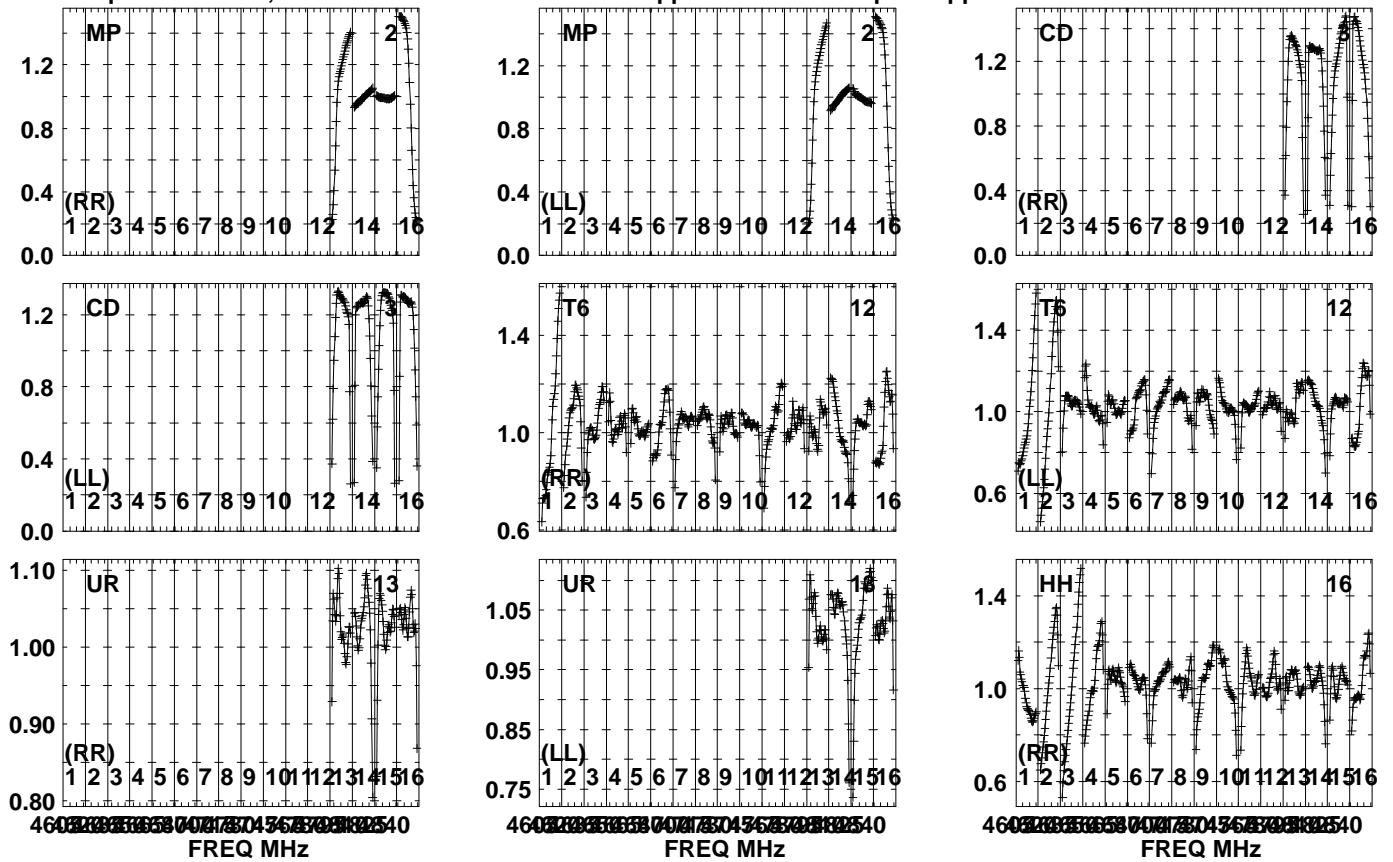 MP 2
1.2
0.8
0.4
(RR)
1 2 3 4 5 6 7 8 9 10 12 14 16
0.0
MP 2
1.2
0.8
0.4
(LL)
1 2 3 4 5 6 7 8 9 10 12 14 16
0.0
CD 3
1.2
0.8
0.4
(RR)
1 2 3 4 5 6 7 8 9 10 12 14 16
0.0
CD 3
1.2
0.8
0.4
(LL)
1 2 3 4 5 6 7 8 9 10 12 14 16
0.0
T6 12
1.4
1.0
(RR)
1 2 3 4 5 6 7 8 9 10 12 14 16
0.6
T6 12
1.4
1.0
(LL)
0.6
1 2 3 4 5 6 7 8 9 10 12 14 16
1.10
UR 13
1.00
0.90
(RR)
1 2 3 4 5 6 7 8 9 10 11 12 13 14 15 16
0.80
FREQ MHz
UR 13
1.05
0.95
0.85
(LL)
0.75
1 2 3 4 5 6 7 8 9 10 11 12 13 14 15 16
FREQ MHz
HH 16
1.4
1.0
(RR)
0.6
1 2 3 4 5 6 7 8 9 10 11 12 13 14 15 16
FREQ MHz